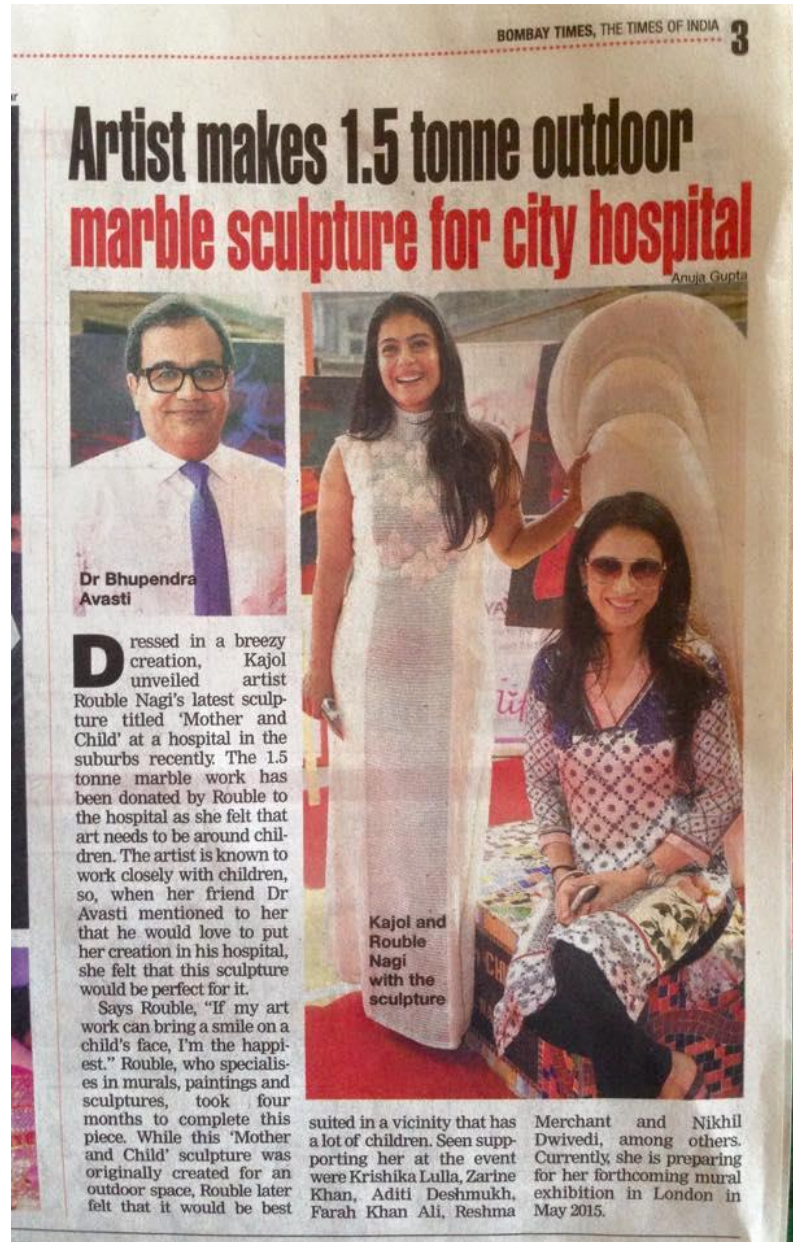 BOMBAY TIMES, THE TIMES OF INDIA 3
Artist makes 1.5 tonne outdoor
marble sculpture for city hospital
Anuja Gupta
Dr Bhupendra
Avasti
Dressed in a breezy
creation, Kajol
unveiled artist
Rouble Nagi's latest sculp-
ture titled 'Mother and
Child' at a hospital in the
suburbs recently. The 1.5
tonne marble work has
been donated by Rouble to
the hospital as she felt that
art needs to be around chil-
dren. The artist is known to
work closely with children,
so, when her friend Dr
Avasti mentioned to her
that he would love to put
her creation in his hospital,
she felt that this sculpture
would be perfect for it.
Says Rouble, "If my art
work can bring a smile on a
child's face, I'm the happi-
est." Rouble, who specialis-
es in murals, paintings and
sculptures, took four
months to complete this
piece. While this 'Mother
and Child' sculpture was
originally created for an
outdoor space, Rouble later
felt that it would be best
Kajol and
Rouble
Nagi
with the
sculpture
suited in a vicinity that has
a lot of children. Seen supp-
porting her at the event
were Krishika Lulla, Zarine
Khan, Aditi Deshmukh,
Farah Khan Ali, Reshma
Merchant and Nikhil
Dwivedi, among others.
Currently, she is preparing
for her forthcoming mural
exhibition in London in
May 2015.